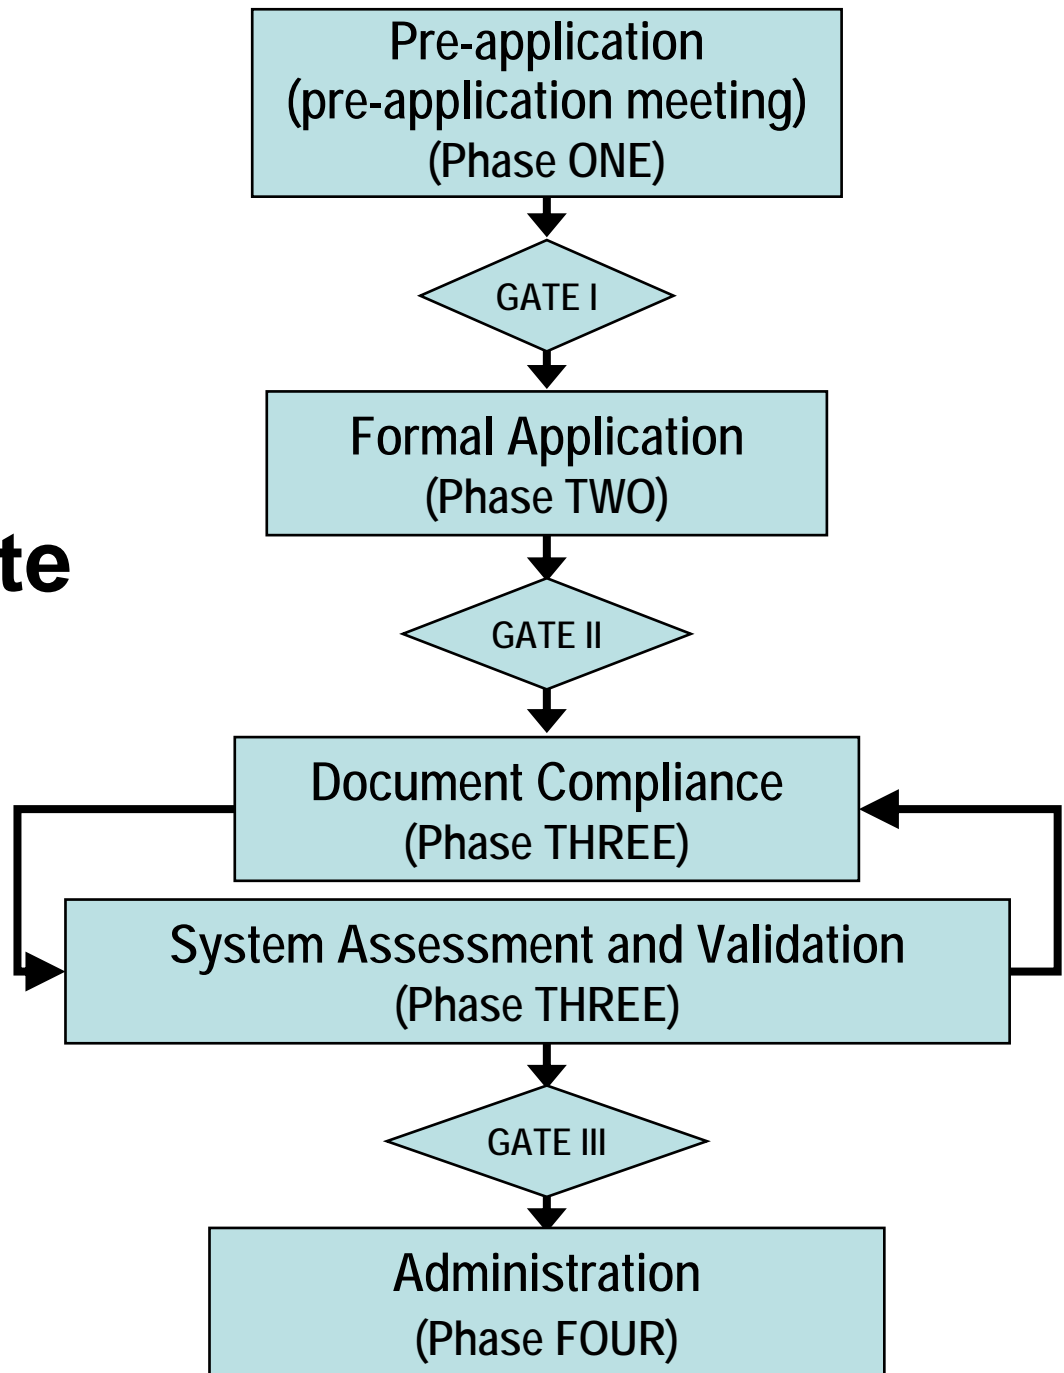 Pre-application
(pre-application meeting)
(Phase ONE)
GATE I
Formal Application
(Phase TWO)
te
GATE II
Document Compliance
(Phase THREE)
System Assessment and Validation
(Phase THREE)
GATE III
Administration
(Phase FOUR)